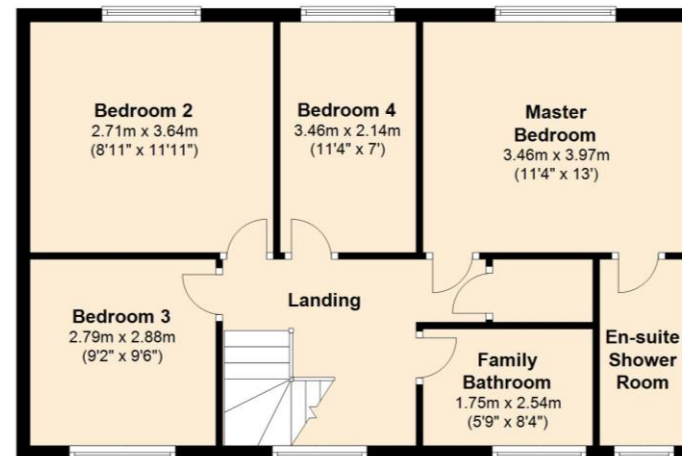 Bedroom 2
2.71m x 3.64m
(8'11" x 11'11")
Bedroom 4
3.46m x 2.14m
(11'4" x 7')
Master
Bedroom
3.46m x 3.97m
(11'4" x 13')
Bedroom 3
2.79m x 2.88m
(9'2" x 9'6")
Landing
Family
Bathroom
1.75m x 2.54m
(5'9" x 8'4")
En-suite
Shower
Room